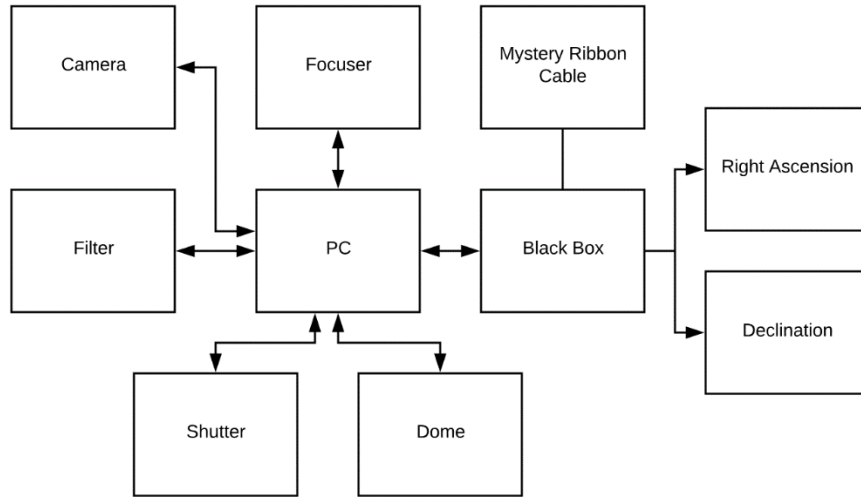 Camera
Focuser
Mystery Ribbon
Cable
Right Ascension
Filter
PC
Black Box
Declination
Shutter
Dome